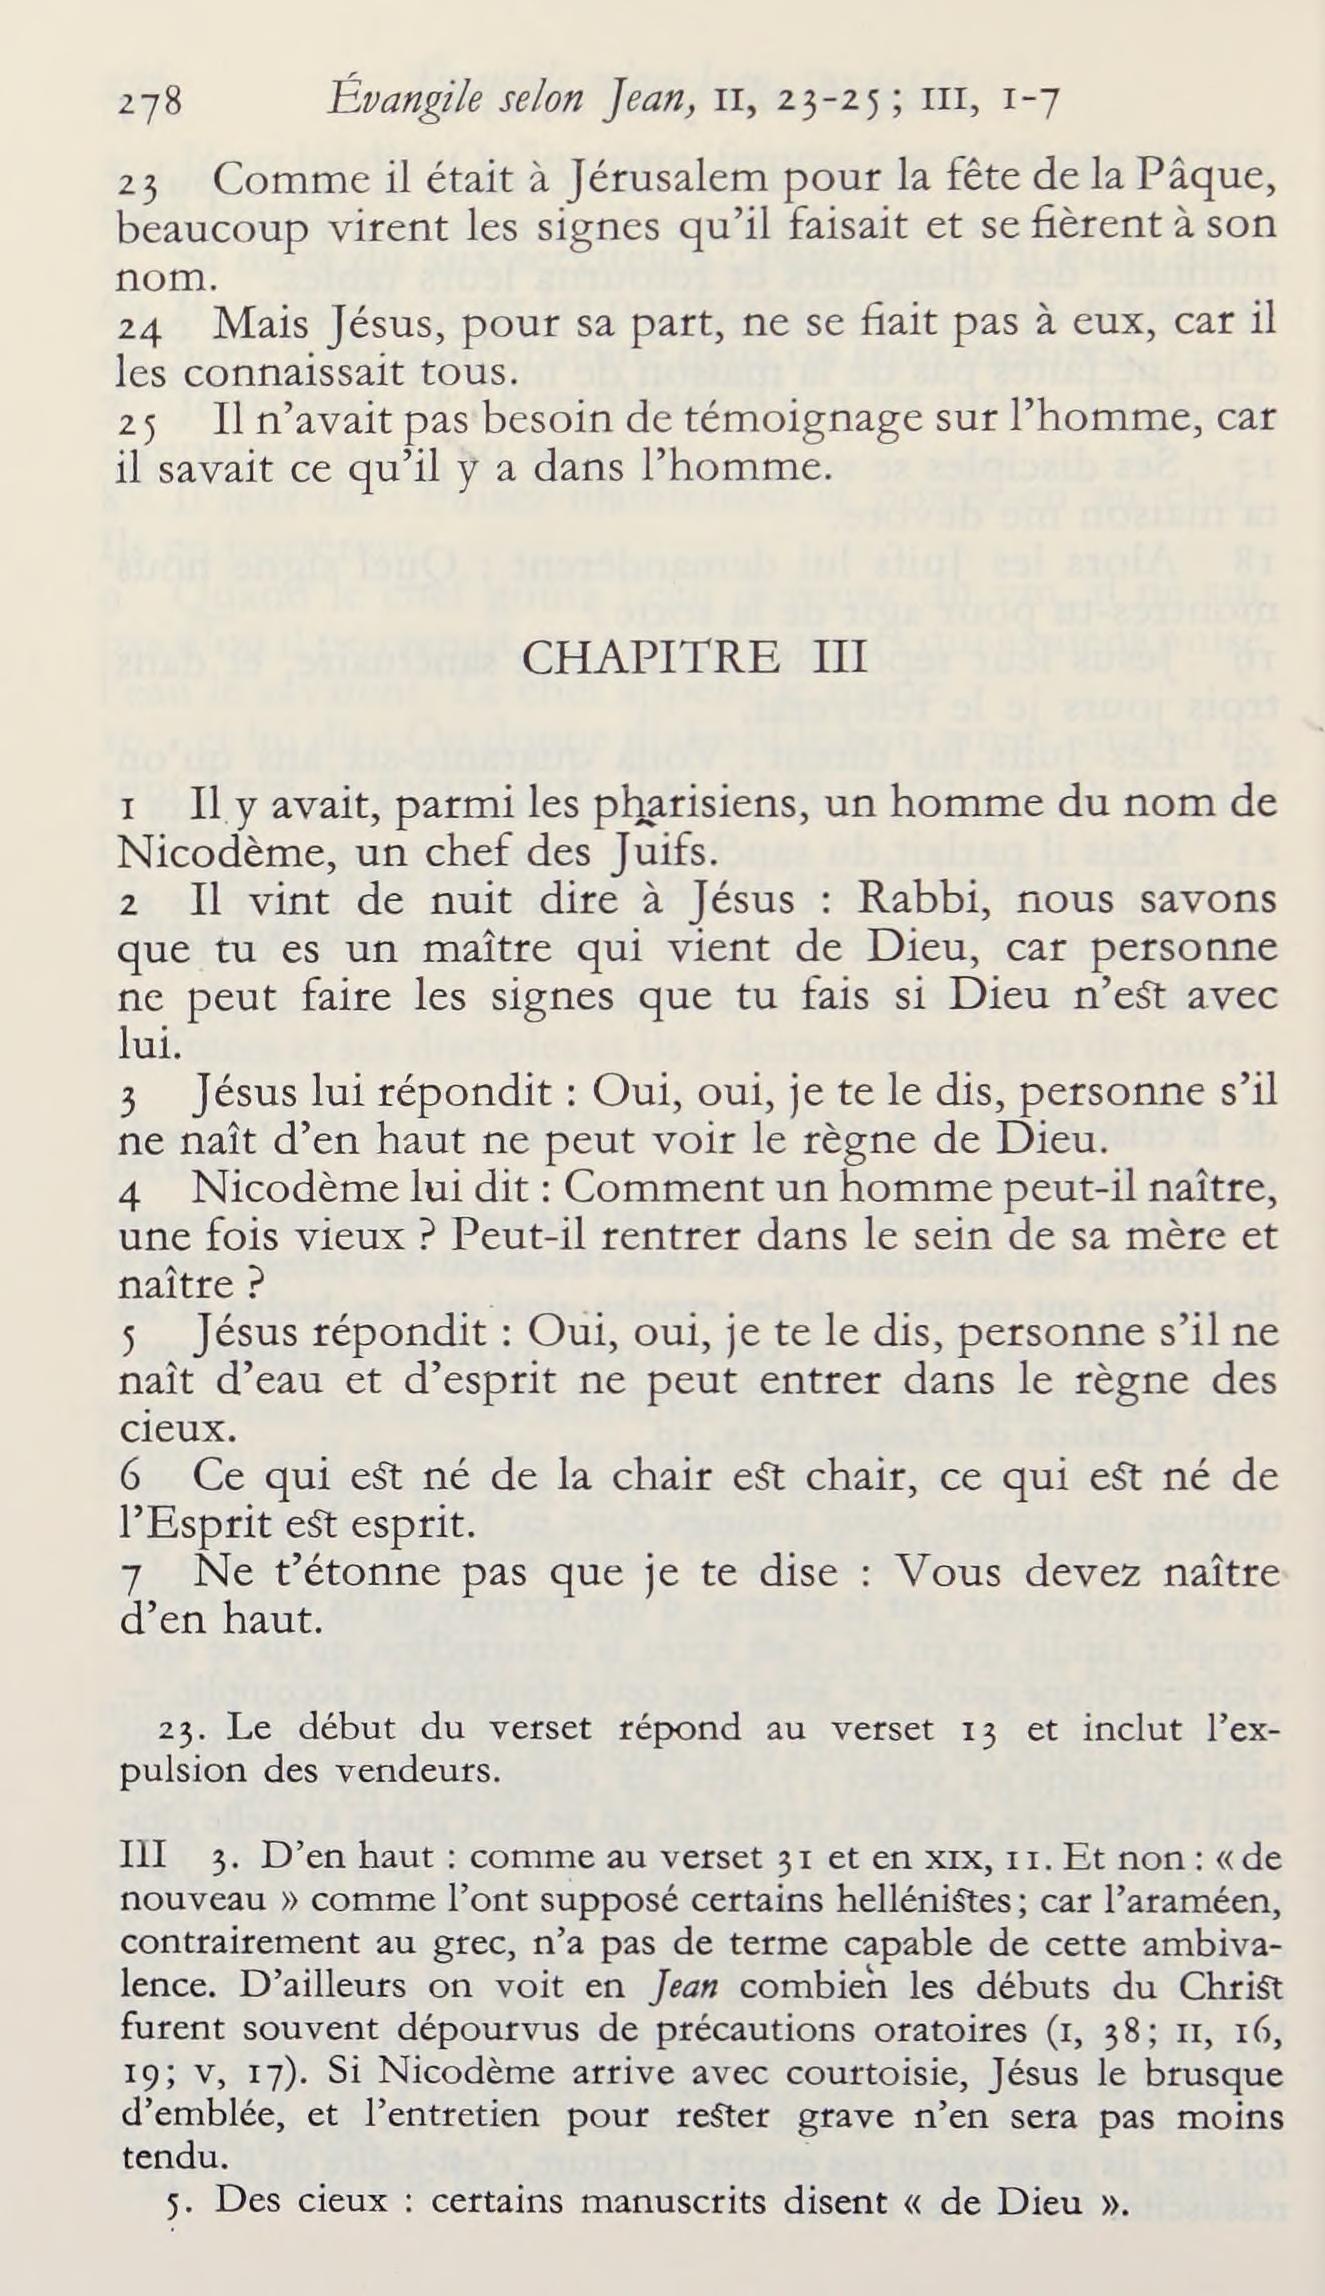 278 Évangile selon Jean, II, 23-25 ; III, 1-7
23 Comme il était à Jérusalem pour la fête de la Pâque,
beaucoup virent les signes qu’il faisait et se fièrent à son
nom.
24 Mais Jésus, pour sa part, ne se fiait pas à eux, car il
les connaissait tous.
25 Il n’avait pas besoin de témoignage sur l’homme, car
il savait ce qu’il y a dans l’homme.
CHAPITRE III
1 Il y avait, parmi les pharisiens, un homme du nom de
Nicodème, un chef des Juifs.
2 Il vint de nuit dire à Jésus : Rabbi, nous savons
que tu es un maître qui vient de Dieu, car personne
ne peut faire les signes que tu fais si Dieu n’est avec
lui.
3 Jésus lui répondit : Oui, oui, je te le dis, personne s’il
ne naît d’en haut ne peut voir le règne de Dieu.
4 Nicodème lui dit : Comment un homme peut-il naître,
une fois vieux ? Peut-il rentrer dans le sein de sa mère et
naître ?
5 Jésus répondit : Oui, oui, je te le dis, personne s’il ne
naît d’eau et d’esprit ne peut entrer dans le règne des
cieux.
6 Ce qui est né de la chair est chair, ce qui est né de
l’Esprit est esprit.
7 Ne t’étonne pas que je te dise : Vous devez naître
d’en haut.
23. Le début du verset répond au verset 13 et inclut l’ex-
pulsion des vendeurs.
III 3. D’en haut : comme au verset 31 et en XIX, 11. Et non : « de
nouveau » comme l’ont supposé certains hellénistes ; car l’araméen,
contrairement au grec, n’a pas de terme capable de cette ambiva-
lence. D’ailleurs on voit en Jean combien les débuts du Christ
furent souvent dépourvus de précautions oratoires (I, 38 ; II, 16,
19 ; V, 17). Si Nicodème arrive avec courtoisie, Jésus le brusque
d’emblée, et l’entretien pour rester grave n’en sera pas moins
tendu.
5. Des cieux : certains manuscrits disent « de Dieu ».